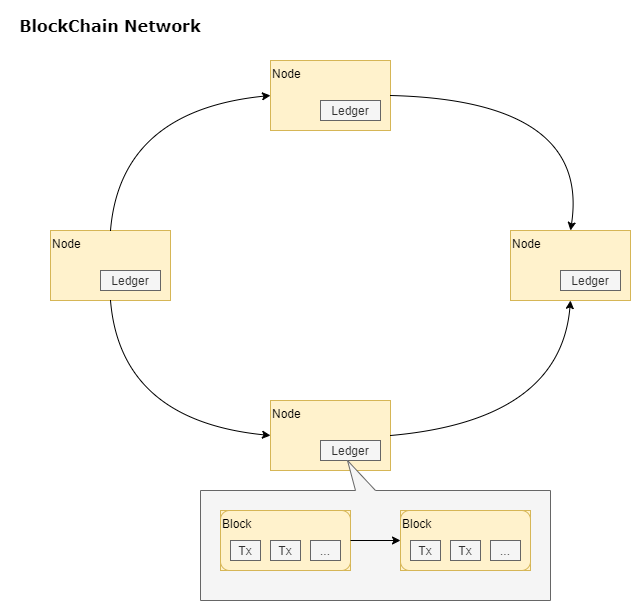 BlockChain Network
Node
Ledger
Node
Ledger
Node
Ledger
Node
Ledger
Block
Tx Tx ...
Block
Tx Tx ...